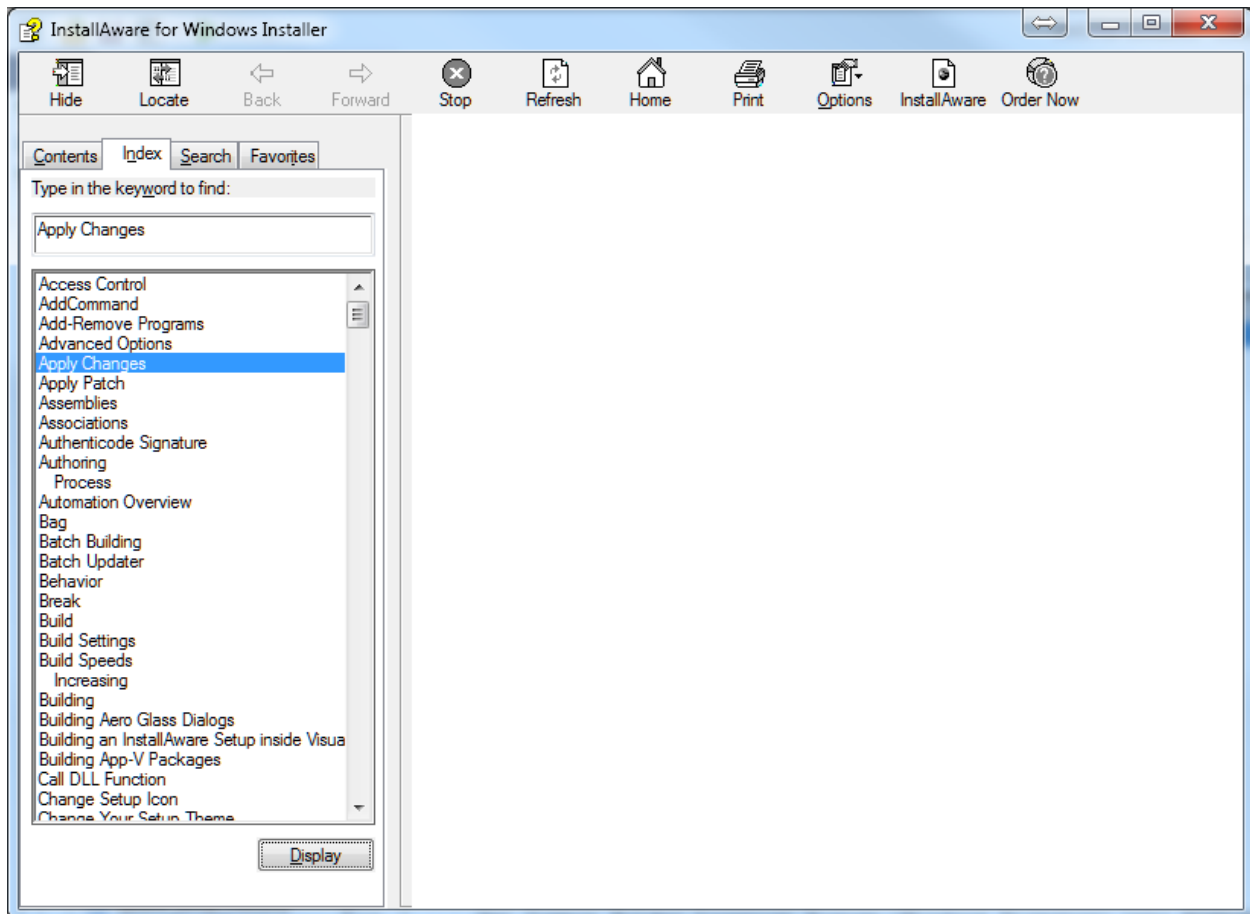 InstallAware for Windows Installer
Hide Locate Back Forward Stop Refresh Home Print Options InstallAware Order Now
Contents Index Search Favorites
Type in the keyword to find:
Apply Changes
Access Control
AddCommand
Add-Remove Programs
Advanced Options
Apply Changes
Apply Patch
Assemblies
Associations
Authenticode Signature
Authoring
Process
Automation Overview
Bag
Batch Building
Batch Updater
Behavior
Break
Build
Build Settings
Build Speeds
Increasing
Building
Building Aero Glass Dialogs
Building an InstallAware Setup inside Visua
Building App-V Packages
Call DLL Function
Change Setup Icon
Change Your Setup Theme
Display